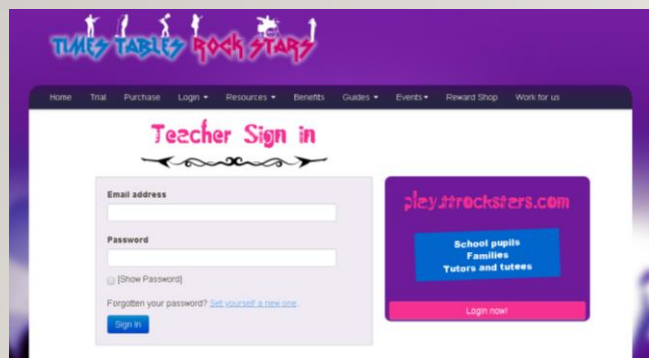 TIMES TABLES ROCK STARS
Home Trial Purchase Login Resources Benefits Guides Events Reward Shop Work for us
Teacher Sign in
Email address
Password
[Show Password]
Forgotten your password? Set yourself a new one.
Sign in
play.ttrockstars.com
School pupils
Families
Tutors and tutees
Login now!